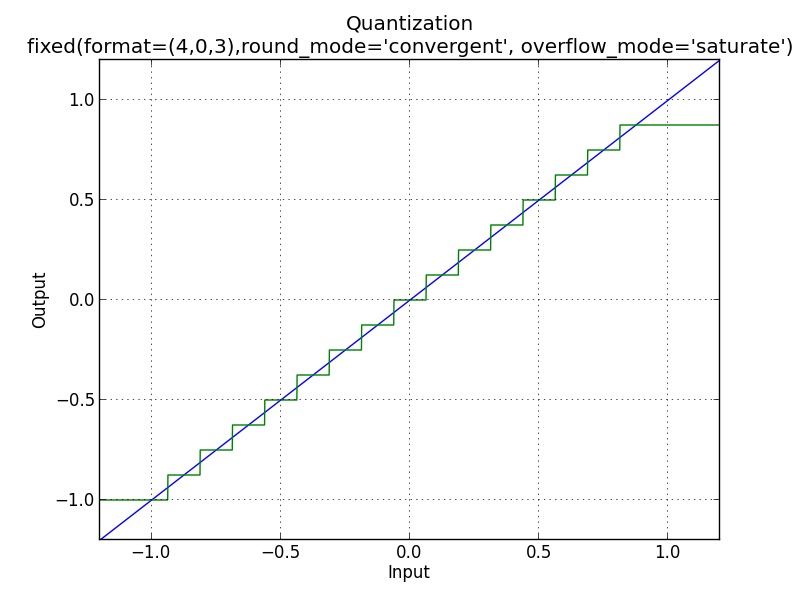 Quantization
fixed(format=(4,0,3),round_mode='convergent', overflow_mode='saturate')
1.0
0.5
0.0
−0.5
−1.0
Output
−1.0 −0.5 0.0 0.5 1.0
Input